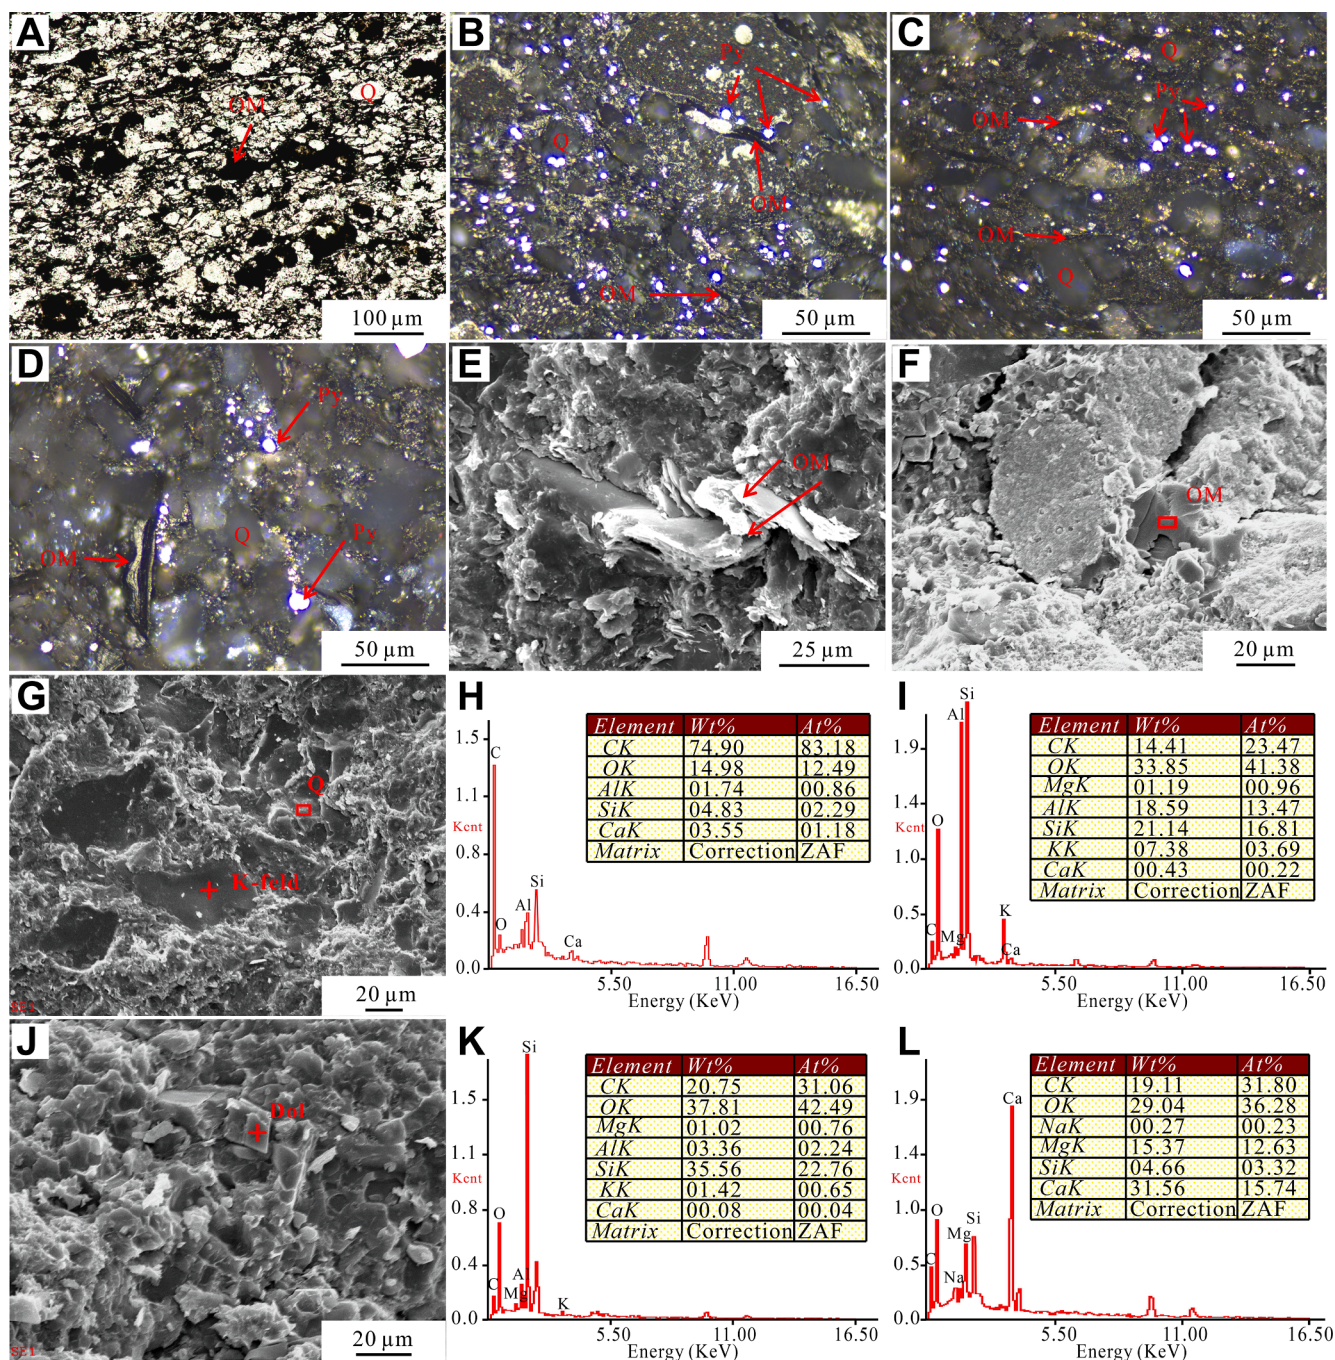 A
OM
Q
100 µm
B
Py
Q
OM
OM
50 µm
C
Q
Py
OM
OM
Q
50 µm
D
Py
OM
Q
Py
50 µm
E
OM
25 µm
F
OM
20 µm
G
Q
K-feld
SE1
20 µm
H
C
1.5
1.1
Kcnt
0.8
0.4
0.0
O
Al
Si
Ca
5.50 11.00 16.50
Energy (KeV)
Element Wt% At%
CK 74.90 83.18
OK 14.98 12.49
AlK 01.74 00.86
SiK 04.83 02.29
CaK 03.55 01.18
Matrix Correction ZAF
I
Si
Al
1.9
1.4
Kcnt
1.0
0.5
0.0
O
C
Mg
K
Ca
5.50 11.00 16.50
Energy (KeV)
Element Wt% At%
CK 14.41 23.47
OK 33.85 41.38
MgK 01.19 00.96
AlK 18.59 13.47
SiK 21.14 16.81
KK 07.38 03.69
CaK 00.43 00.22
Matrix Correction ZAF
J
Dol
SE1
20 µm
K
Si
1.5
1.1
Kcnt
0.8
0.4
0.0
O
C
Mg
Al
K
5.50 11.00 16.50
Energy (KeV)
Element Wt% At%
CK 20.75 31.06
OK 37.81 42.49
MgK 01.02 00.76
AlK 03.36 02.24
SiK 35.56 22.76
KK 01.42 00.65
CaK 00.08 00.04
Matrix Correction ZAF
L
Ca
1.9
1.4
Kcnt
1.0
0.5
0.0
O
C
Na
Mg
Si
5.50 11.00 16.50
Energy (KeV)
Element Wt% At%
CK 19.11 31.80
OK 29.04 36.28
NaK 00.27 00.23
MgK 15.37 12.63
SiK 04.66 03.32
CaK 31.56 15.74
Matrix Correction ZAF